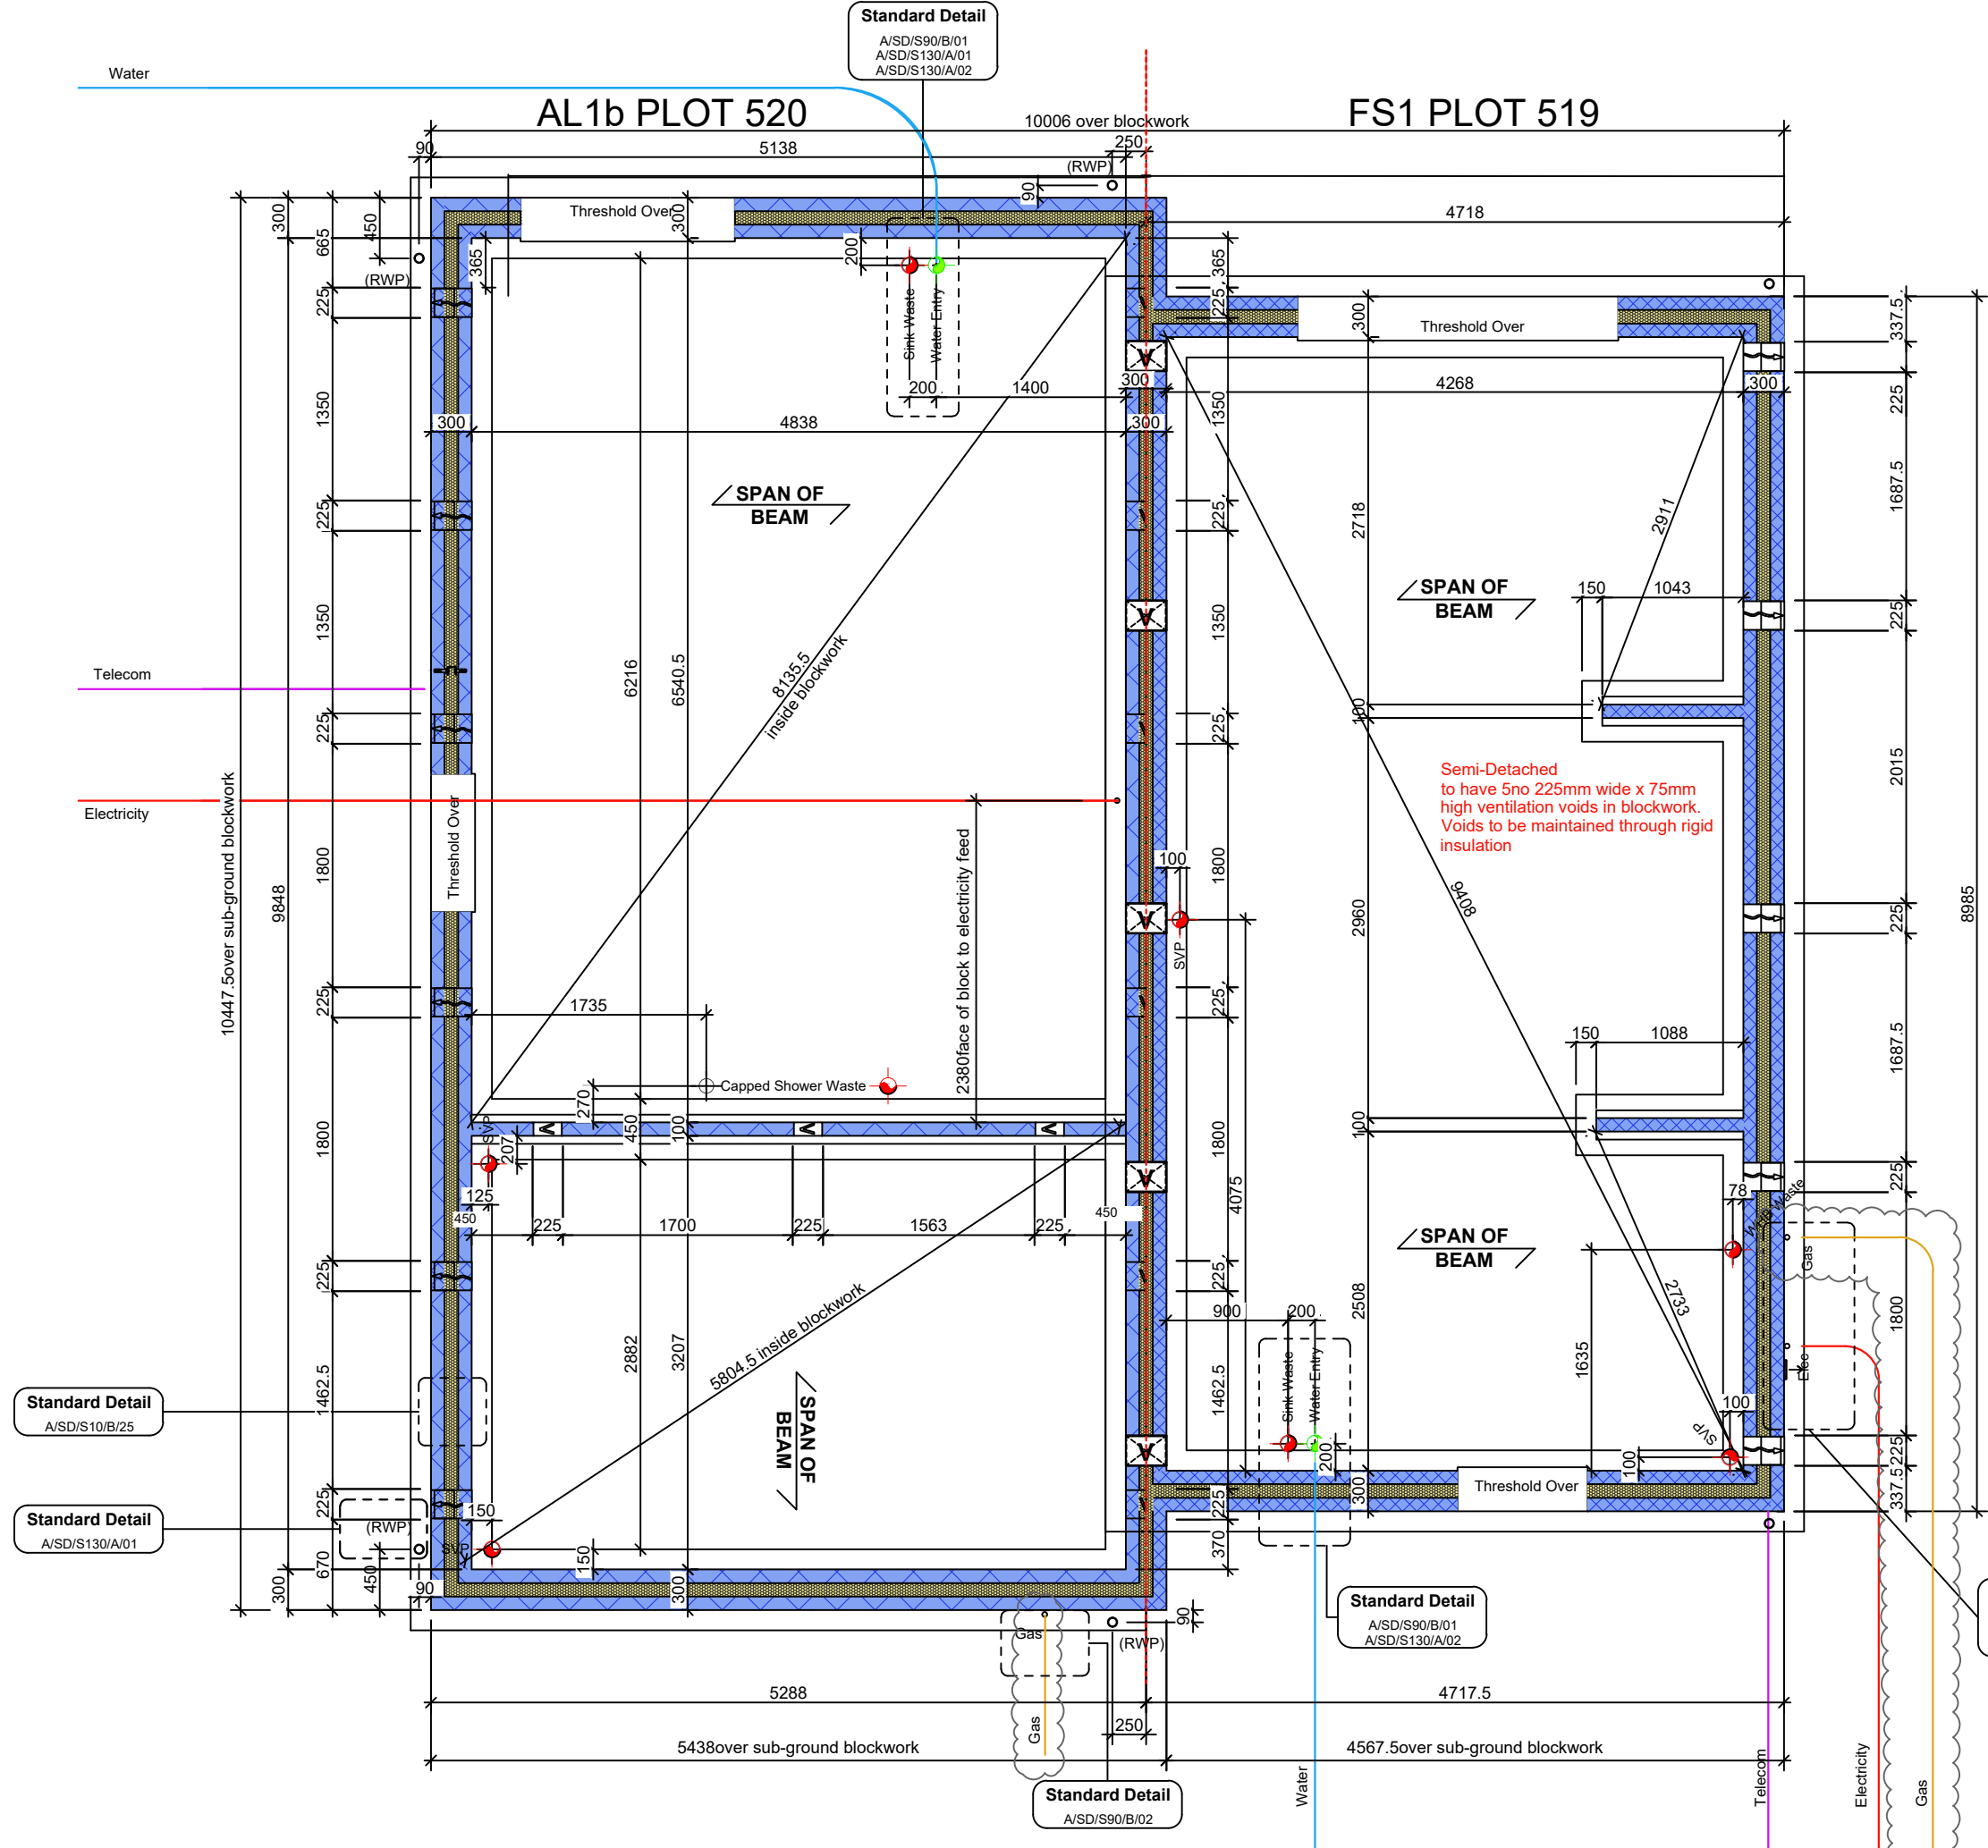 Standard Detail
A/SD/S90/B/01
A/SD/S130/A/01
A/SD/S130/A/02
Water
AL1b PLOT 520
FS1 PLOT 519
10006 over blockwork
90
5138
250
(RWP)
90
4718
300
665
450
(RWP)
365
Threshold Over
300
200
Sink Waste
Water Entry
200
1400
365
225
300
Threshold Over
337.5
225
1350
300
4838
300
300
1350
4268
300
225
SPAN OF
BEAM
225
225
2718
2911
1687.5
SPAN OF
BEAM
150
1043
225
1350
6216
6540.5
8135.5
inside blockwork
1350
Telecom
225
225
100
Semi-Detached
to have 5no 225mm wide x 75mm
high ventilation voids in blockwork.
Voids to be maintained through rigid
insulation
2015
Electricity
10447.5over sub-ground blockwork
9848
1800
Threshold Over
2380face of block to electricity feed
100
1800
SVP
2960
9408
225
8985
225
1735
225
150
1088
1687.5
Capped Shower Waste
270
SVP
207
450
100
1800
1800
100
4075
225
78
125
450
225
1700
225
1563
225
450
SPAN OF
BEAM
Gas
225
2882
3207
5804.5 inside blockwork
225
900
200
2508
2733
1635
1800
Elec
Sink Waste
Water Entry
200
SPAN OF
BEAM
1462.5
1462.5
100
SVP
100
Standard Detail
A/SD/S10/B/25
225
150
225
300
Threshold Over
225
337.5
Standard Detail
A/SD/S130/A/01
(RWP)
SVP
150
370
670
450
300
90
300
Gas
90
(RWP)
Standard Detail
A/SD/S90/B/01
A/SD/S130/A/02
5288
4717.5
Gas
250
5438over sub-ground blockwork
4567.5over sub-ground blockwork
Standard Detail
A/SD/S90/B/02
Water
Telecom
Electricity
Gas